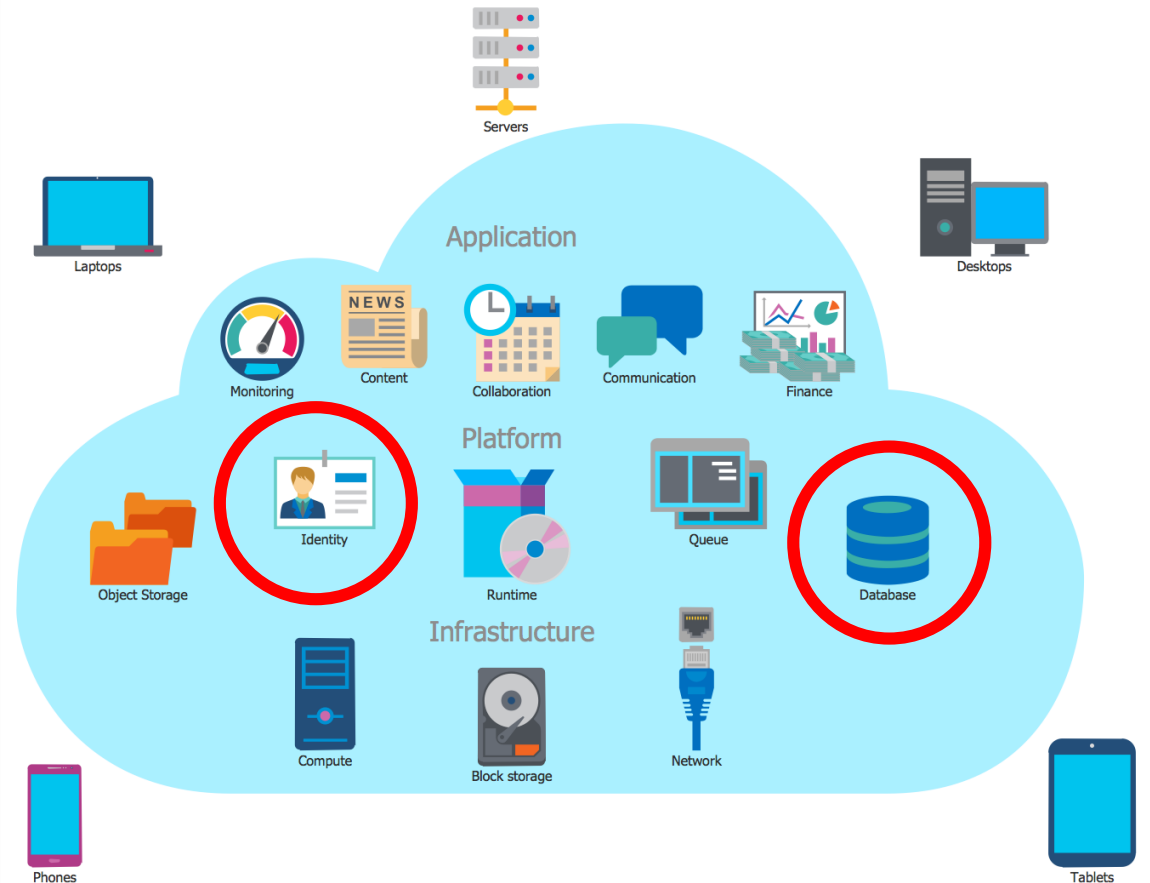 Servers
Laptops
Desktops
Application
NEWS
Monitoring
Content
Collaboration
Communication
Finance
Platform
Identity
Queue
Object Storage
Runtime
Database
Infrastructure
Compute
Block storage
Network
Phones
Tablets